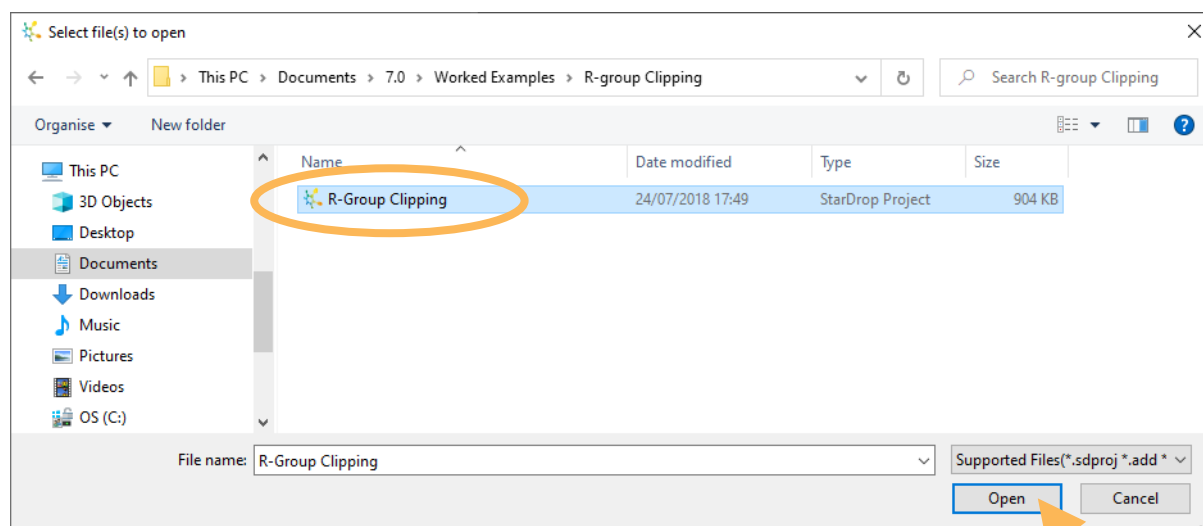 Select file(s) to open
This PC > Documents > 7.0 > Worked Examples > R-group Clipping
Search R-group Clipping
Organise New folder
This PC
3D Objects
Desktop
Documents
Downloads
Music
Pictures
Videos
OS (C:)
Name Date modified Type Size
R-Group Clipping 24/07/2018 17:49 StarDrop Project 904 KB
File name: R-Group Clipping Supported Files(*.sdproj *.add *
Open Cancel